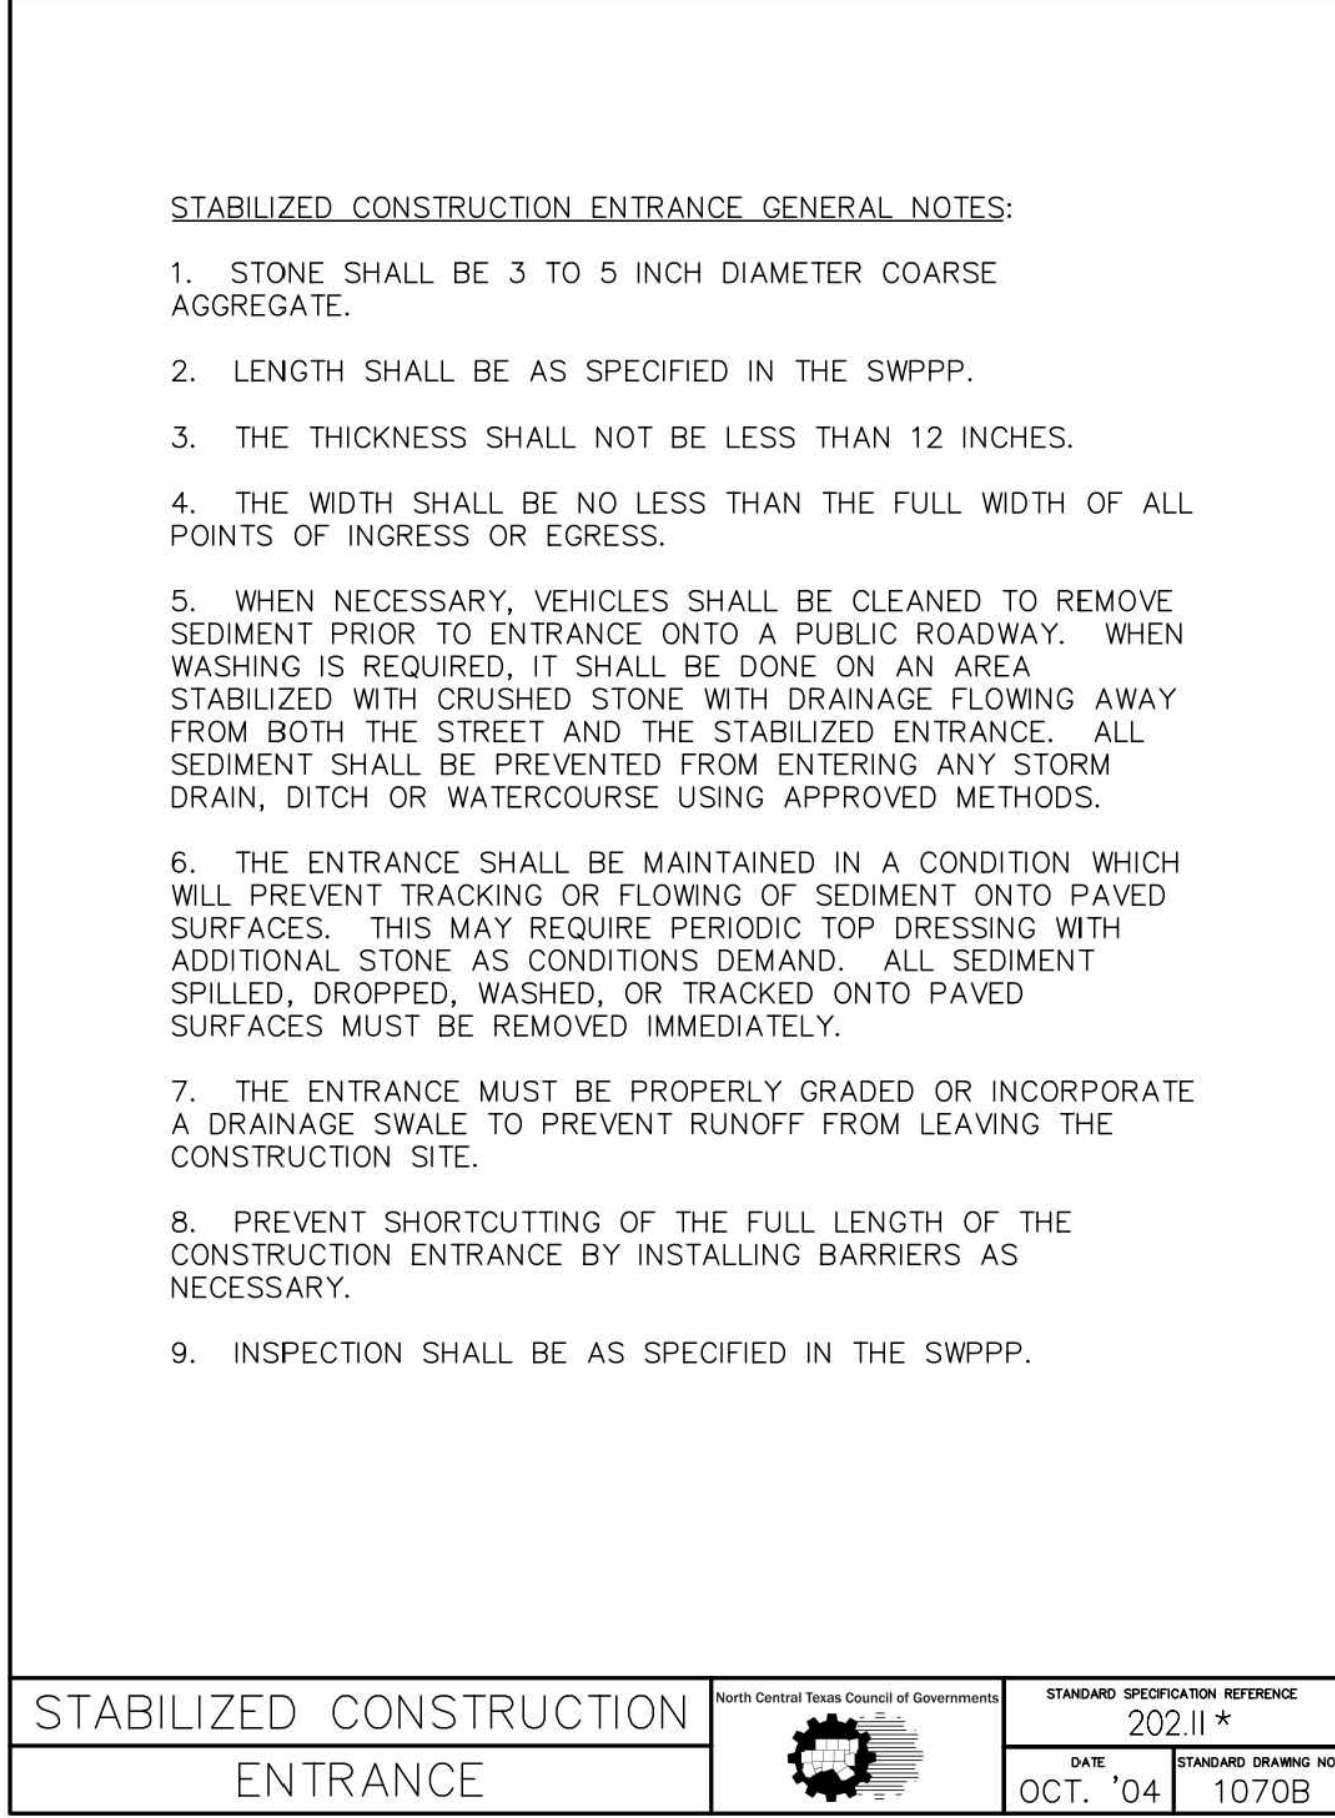 STABILIZED CONSTRUCTION ENTRANCE GENERAL NOTES:
1. STONE SHALL BE 3 TO 5 INCH DIAMETER COARSE
AGGREGATE.
2. LENGTH SHALL BE AS SPECIFIED IN THE SWPPP.
3. THE THICKNESS SHALL NOT BE LESS THAN 12 INCHES.
4. THE WIDTH SHALL BE NO LESS THAN THE FULL WIDTH OF ALL
POINTS OF INGRESS OR EGRESS.
5. WHEN NECESSARY, VEHICLES SHALL BE CLEANED TO REMOVE
SEDIMENT PRIOR TO ENTRANCE ONTO A PUBLIC ROADWAY. WHEN
WASHING IS REQUIRED, IT SHALL BE DONE ON AN AREA
STABILIZED WITH CRUSHED STONE WITH DRAINAGE FLOWING AWAY
FROM BOTH THE STREET AND THE STABILIZED ENTRANCE. ALL
SEDIMENT SHALL BE PREVENTED FROM ENTERING ANY STORM
DRAIN, DITCH OR WATERCOURSE USING APPROVED METHODS.
6. THE ENTRANCE SHALL BE MAINTAINED IN A CONDITION WHICH
WILL PREVENT TRACKING OR FLOWING OF SEDIMENT ONTO PAVED
SURFACES. THIS MAY REQUIRE PERIODIC TOP DRESSING WITH
ADDITIONAL STONE AS CONDITIONS DEMAND. ALL SEDIMENT
SPILLED, DROPPED, WASHED, OR TRACKED ONTO PAVED
SURFACES MUST BE REMOVED IMMEDIATELY.
7. THE ENTRANCE MUST BE PROPERLY GRADED OR INCORPORATE
A DRAINAGE SWALE TO PREVENT RUNOFF FROM LEAVING THE
CONSTRUCTION SITE.
8. PREVENT SHORTCUTTING OF THE FULL LENGTH OF THE
CONSTRUCTION ENTRANCE BY INSTALLING BARRIERS AS
NECESSARY.
9. INSPECTION SHALL BE AS SPECIFIED IN THE SWPPP.
STABILIZED CONSTRUCTION
ENTRANCE
North Central Texas Council of Governments
STANDARD SPECIFICATION REFERENCE
202.11 *
DATE
OCT. '04
STANDARD DRAWING NO
1070B